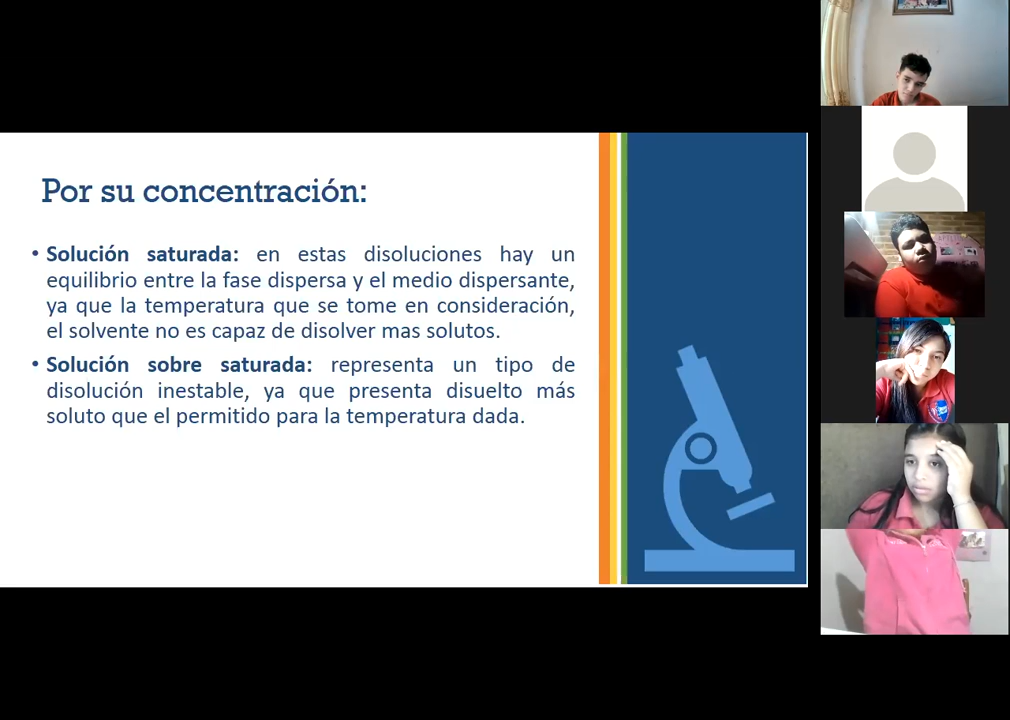 Por su concentración:
• Solución saturada: en estas disoluciones hay un
equilibrio entre la fase dispersa y el medio dispersante,
ya que la temperatura que se tome en consideración,
el solvente no es capaz de disolver mas solutos.
• Solución sobre saturada: representa un tipo de
disolución inestable, ya que presenta disuelto más
soluto que el permitido para la temperatura dada.